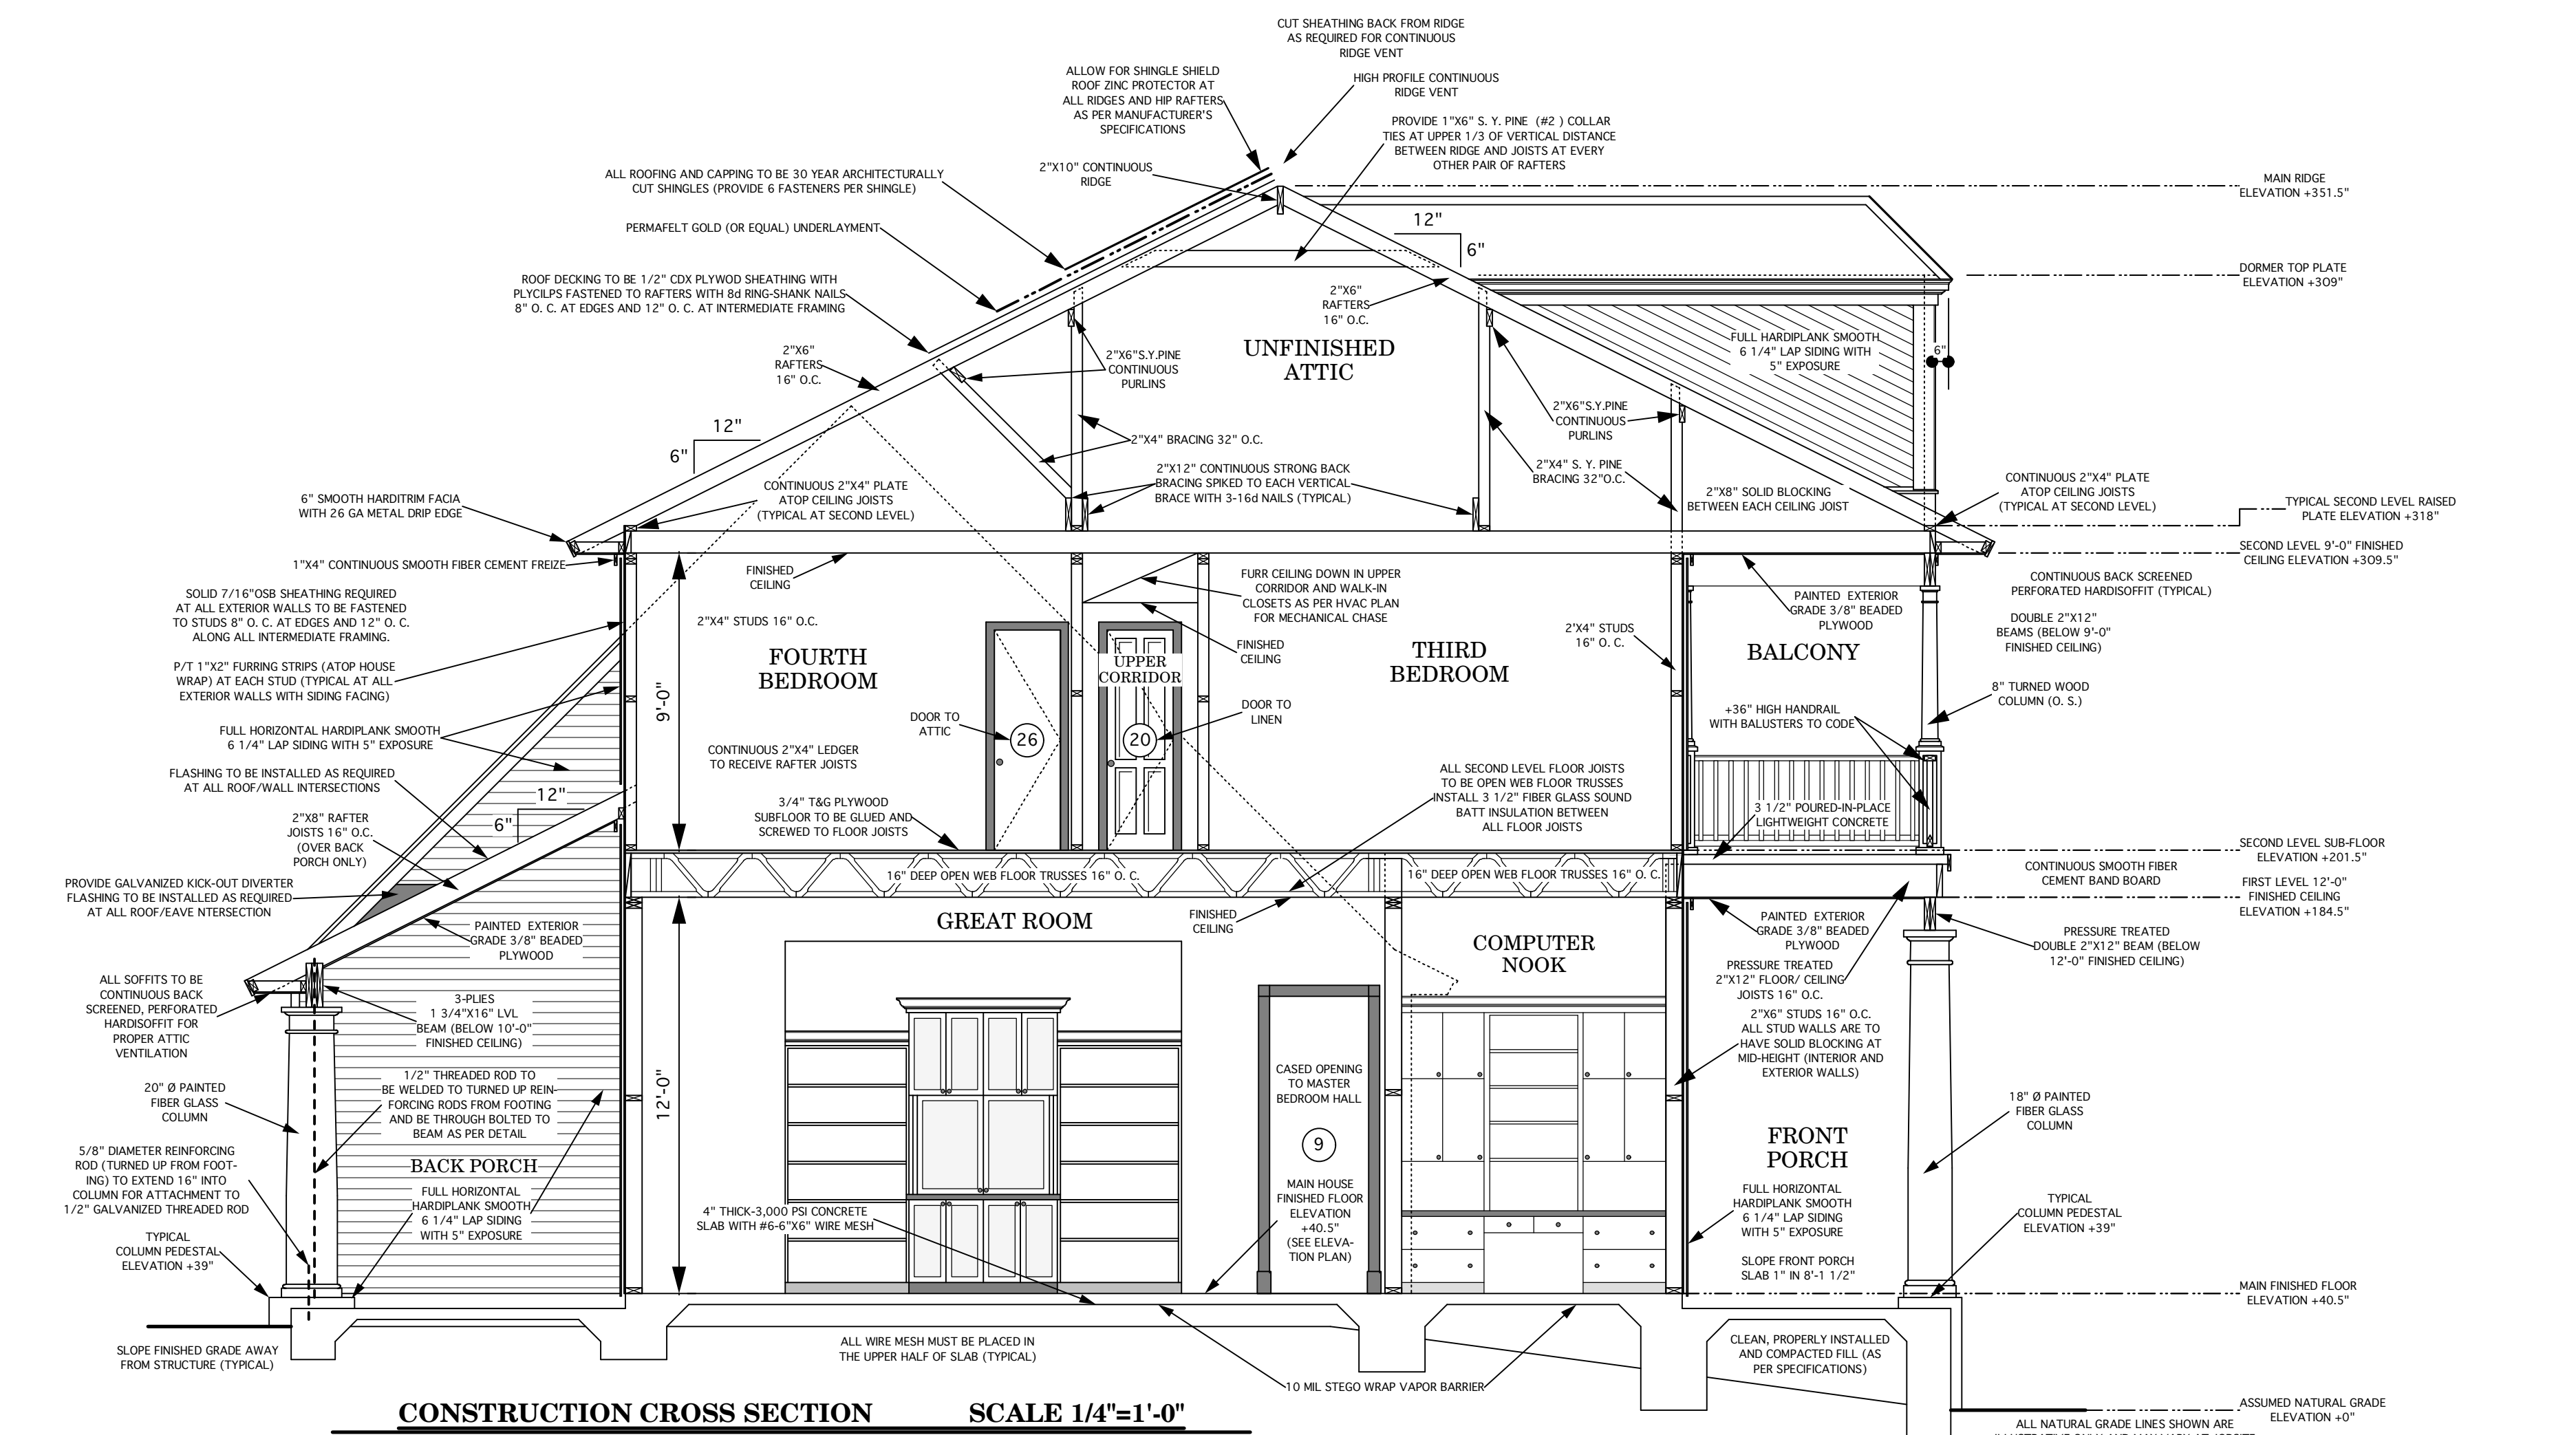 CUT SHEATHING BACK FROM RIDGE
AS REQUIRED FOR CONTINUOUS
RIDGE VENT
ALLOW FOR SHINGLE SHIELD
ROOF ZINC PROTECTOR AT
ALL RIDGES AND HIP RAFTERS
AS PER MANUFACTURER'S
SPECIFICATIONS
HIGH PROFILE CONTINUOUS
RIDGE VENT
PROVIDE 1"X6" S. Y. PINE (#2 ) COLLAR
TIES AT UPPER 1/3 OF VERTICAL DISTANCE
BETWEEN RIDGE AND JOISTS AT EVERY
OTHER PAIR OF RAFTERS
2"X10" CONTINUOUS
RIDGE
ALL ROOFING AND CAPPING TO BE 30 YEAR ARCHITECTURALLY
CUT SHINGLES (PROVIDE 6 FASTENERS PER SHINGLE)
MAIN RIDGE
ELEVATION +351.5"
PERMAFELT GOLD (OR EQUAL) UNDERLAYMENT
12"
6"
DORMER TOP PLATE
ELEVATION +3O9"
ROOF DECKING TO BE 1/2" CDX PLYWOD SHEATHING WITH
PLYCILPS FASTENED TO RAFTERS WITH 8d RING-SHANK NAILS
8" O. C. AT EDGES AND 12" O. C. AT INTERMEDIATE FRAMING
2"X6"
RAFTERS
16" O.C.
2"X6"
RAFTERS
16" O.C.
2"X6"S.Y.PINE
CONTINUOUS
PURLINS
UNFINISHED
ATTIC
FULL HARDIPLANK SMOOTH
6 1/4" LAP SIDING WITH
5" EXPOSURE
6"
2"X6"S.Y.PINE
CONTINUOUS
PURLINS
12"
6"
2"X4" BRACING 32" O.C.
2"X12" CONTINUOUS STRONG BACK
BRACING SPIKED TO EACH VERTICAL
BRACE WITH 3-16d NAILS (TYPICAL)
2"X4" S. Y. PINE
BRACING 32"O.C.
2"X8" SOLID BLOCKING
BETWEEN EACH CEILING JOIST
CONTINUOUS 2"X4" PLATE
ATOP CEILING JOISTS
(TYPICAL AT SECOND LEVEL)
CONTINUOUS 2"X4" PLATE
ATOP CEILING JOISTS
(TYPICAL AT SECOND LEVEL)
TYPICAL SECOND LEVEL RAISED
PLATE ELEVATION +318"
6" SMOOTH HARDITRIM FACIA
WITH 26 GA METAL DRIP EDGE
SECOND LEVEL 9'-0" FINISHED
CEILING ELEVATION +3O9.5"
1"X4" CONTINUOUS SMOOTH FIBER CEMENT FREIZE
FINISHED
CEILING
FURR CEILING DOWN IN UPPER
CORRIDOR AND WALK-IN
CLOSETS AS PER HVAC PLAN
FOR MECHANICAL CHASE
CONTINUOUS BACK SCREENED
PERFORATED HARDISOFFIT (TYPICAL)
SOLID 7/16"OSB SHEATHING REQUIRED
AT ALL EXTERIOR WALLS TO BE FASTENED
TO STUDS 8" O. C. AT EDGES AND 12" O. C.
ALONG ALL INTERMEDIATE FRAMING.
2"X4" STUDS 16" O.C.
PAINTED EXTERIOR
GRADE 3/8" BEADED
PLYWOOD
DOUBLE 2"X12"
BEAMS (BELOW 9'-0"
FINISHED CEILING)
2'X4" STUDS
16" O. C.
FINISHED
CEILING
P/T 1"X2" FURRING STRIPS (ATOP HOUSE
WRAP) AT EACH STUD (TYPICAL AT ALL
EXTERIOR WALLS WITH SIDING FACING)
FOURTH
BEDROOM
UPPER
CORRIDOR
THIRD
BEDROOM
BALCONY
9'-0"
8" TURNED WOOD
COLUMN (O. S.)
DOOR TO
ATTIC
26
20
DOOR TO
LINEN
+36" HIGH HANDRAIL
WITH BALUSTERS TO CODE
FULL HORIZONTAL HARDIPLANK SMOOTH
6 1/4" LAP SIDING WITH 5" EXPOSURE
CONTINUOUS 2"X4" LEDGER
TO RECEIVE RAFTER JOISTS
FLASHING TO BE INSTALLED AS REQUIRED
AT ALL ROOF/WALL INTERSECTIONS
ALL SECOND LEVEL FLOOR JOISTS
TO BE OPEN WEB FLOOR TRUSSES
INSTALL 3 1/2" FIBER GLASS SOUND
BATT INSULATION BETWEEN
ALL FLOOR JOISTS
12"
6"
3/4" T&G PLYWOOD
SUBFLOOR TO BE GLUED AND
SCREWED TO FLOOR JOISTS
3 1/2" POURED-IN-PLACE
LIGHTWEIGHT CONCRETE
2"X8" RAFTER
JOISTS 16" O.C.
(OVER BACK
PORCH ONLY)
SECOND LEVEL SUB-FLOOR
ELEVATION +201.5"
16" DEEP OPEN WEB FLOOR TRUSSES 16" O. C.
16" DEEP OPEN WEB FLOOR TRUSSES 16" O. C.
CONTINUOUS SMOOTH FIBER
CEMENT BAND BOARD
PROVIDE GALVANIZED KICK-OUT DIVERTER
FLASHING TO BE INSTALLED AS REQUIRED
AT ALL ROOF/EAVE NTERSECTION
FIRST LEVEL 12'-0"
FINISHED CEILING
ELEVATION +184.5"
GREAT ROOM
FINISHED
CEILING
PAINTED EXTERIOR
GRADE 3/8" BEADED
PLYWOOD
PAINTED EXTERIOR
GRADE 3/8" BEADED
PLYWOOD
COMPUTER
NOOK
PRESSURE TREATED
DOUBLE 2"X12" BEAM (BELOW
12'-0" FINISHED CEILING)
PRESSURE TREATED
2"X12" FLOOR/ CEILING
JOISTS 16" O.C.
ALL SOFFITS TO BE
CONTINUOUS BACK
SCREENED, PERFORATED
HARDISOFFIT FOR
PROPER ATTIC
VENTILATION
3-PLIES
1 3/4"X16" LVL
BEAM (BELOW 10'-0"
FINISHED CEILING)
2"X6" STUDS 16" O.C.
ALL STUD WALLS ARE TO
HAVE SOLID BLOCKING AT
MID-HEIGHT (INTERIOR AND
EXTERIOR WALLS)
20" Ø PAINTED
FIBER GLASS
COLUMN
1/2" THREADED ROD TO
BE WELDED TO TURNED UP REIN-
FORCING RODS FROM FOOTING
AND BE THROUGH BOLTED TO
BEAM AS PER DETAIL
12'-0"
CASED OPENING
TO MASTER
BEDROOM HALL
9
18" Ø PAINTED
FIBER GLASS
COLUMN
FRONT
PORCH
5/8" DIAMETER REINFORCING
ROD (TURNED UP FROM FOOT-
ING) TO EXTEND 16" INTO
COLUMN FOR ATTACHMENT TO
1/2" GALVANIZED THREADED ROD
BACK PORCH
FULL HORIZONTAL
HARDIPLANK SMOOTH
6 1/4" LAP SIDING
WITH 5" EXPOSURE
MAIN HOUSE
FINISHED FLOOR
ELEVATION
+40.5"
(SEE ELEVA-
TION PLAN)
FULL HORIZONTAL
HARDIPLANK SMOOTH
6 1/4" LAP SIDING
WITH 5" EXPOSURE
TYPICAL
COLUMN PEDESTAL
ELEVATION +39"
4" THICK-3,000 PSI CONCRETE
SLAB WITH #6-6"X6" WIRE MESH
TYPICAL
COLUMN PEDESTAL
ELEVATION +39"
SLOPE FRONT PORCH
SLAB 1" IN 8'-1 1/2"
MAIN FINISHED FLOOR
ELEVATION +40.5"
SLOPE FINISHED GRADE AWAY
FROM STRUCTURE (TYPICAL)
ALL WIRE MESH MUST BE PLACED IN
THE UPPER HALF OF SLAB (TYPICAL)
CLEAN, PROPERLY INSTALLED
AND COMPACTED FILL (AS
PER SPECIFICATIONS)
10 MIL STEGO WRAP VAPOR BARRIER
CONSTRUCTION CROSS SECTION SCALE 1/4"=1'-0"
ASSUMED NATURAL GRADE
ELEVATION +0"
ALL NATURAL GRADE LINES SHOWN ARE